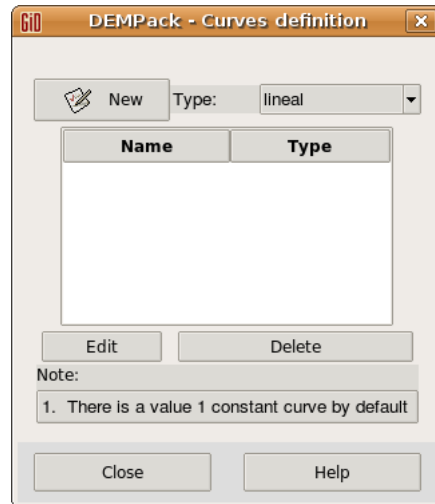 GiD DEMPack - Curves definition
New Type: lineal
Name Type
Edit Delete
Note:
1. There is a value 1 constant curve by default
Close Help